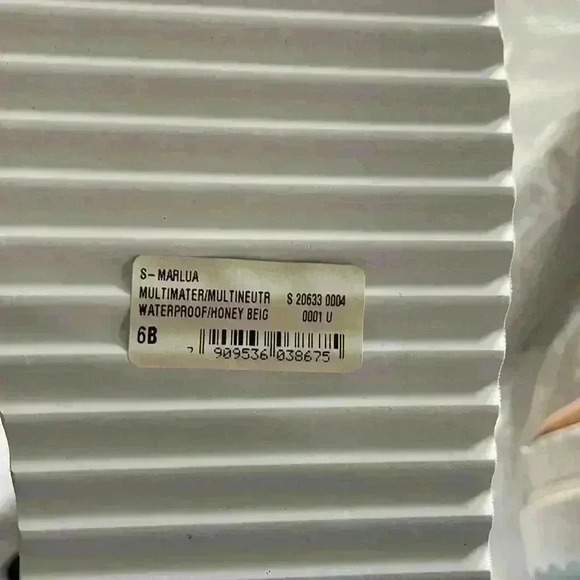 S-MARLUA
MULTIMATER/MULTINEUTR S 20633 0004
WATERPROOF/HONEY BEIG 0001 U
6B
7 909536 038675